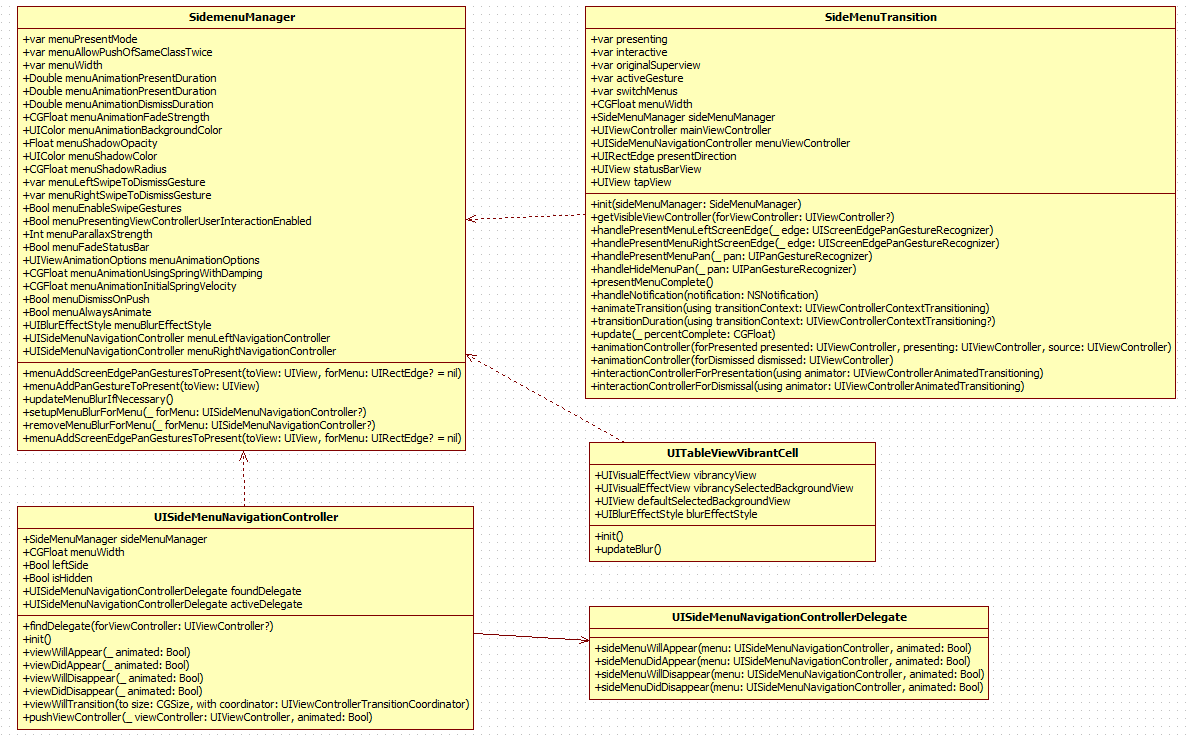 SidemenuManager
+var menuPresentMode
+var menuAllowPushOfSameClassTwice
+var menuWidth
+Double menuAnimationPresentDuration
+Double menuAnimationPresentDuration
+Double menuAnimationDismissDuration
+CGFloat menuAnimationFadeStrength
+UIColor menuAnimationBackgroundColor
+Float menuShadowOpacity
+UIColor menuShadowColor
+CGFloat menuShadowRadius
+var menuLeftSwipeToDismissGesture
+var menuRightSwipeToDismissGesture
+Bool menuEnableSwipeGestures
+Bool menuPresentingViewControllerUserInteractionEnabled
+Int menuParallaxStrength
+Bool menuFadeStatusBar
+UIViewAnimationOptions menuAnimationOptions
+CGFloat menuAnimationUsingSpringWithDamping
+CGFloat menuAnimationInitialSpringVelocity
+Bool menuDismissOnPush
+Bool menuAlwaysAnimate
+UIBlurEffectStyle menuBlurEffectStyle
+UISideMenuNavigationController menuLeftNavigationController
+UISideMenuNavigationController menuRightNavigationController
+menuAddScreenEdgePanGesturesToPresent(toView: UIView, forMenu: UIRectEdge? = nil)
+menuAddPanGestureToPresent(toView: UIView)
+updateMenuBlurIfNecessary()
+setupMenuBlurForMenu(_ forMenu: UISideMenuNavigationController?)
+removeMenuBlurForMenu(_ forMenu: UISideMenuNavigationController?)
+menuAddScreenEdgePanGesturesToPresent(toView: UIView, forMenu: UIRectEdge? = nil)
SideMenuTransition
+var presenting
+var interactive
+var originalSuperview
+var activeGesture
+var switchMenus
+CGFloat menuWidth
+SideMenuManager sideMenuManager
+UIViewController mainViewController
+UISideMenuNavigationController menuViewController
+UIRectEdge presentDirection
+UIView statusBarView
+UIView tapView
+init(sideMenuManager: SideMenuManager)
+getVisibleViewController(forViewController: UIViewController?)
+handlePresentMenuLeftScreenEdge(_ edge: UIScreenEdgePanGestureRecognizer)
+handlePresentMenuRightScreenEdge(_ edge: UIScreenEdgePanGestureRecognizer)
+handlePresentMenuPan(_ pan: UIPanGestureRecognizer)
+handleHideMenuPan(_ pan: UIPanGestureRecognizer)
+presentMenuComplete()
+handleNotification(notification: NSNotification)
+animateTransition(using transitionContext: UIViewControllerContextTransitioning)
+transitionDuration(using transitionContext: UIViewControllerContextTransitioning?)
+update(_ percentComplete: CGFloat)
+animationController(forPresented presented: UIViewController, presenting: UIViewController, source: UIViewController)
+animationController(forDismissed dismissed: UIViewController)
+interactionControllerForPresentation(using animator: UIViewControllerAnimatedTransitioning)
+interactionControllerForDismissal(using animator: UIViewControllerAnimatedTransitioning)
UITableViewVibrantCell
+UIVisualEffectView vibrancyView
+UIVisualEffectView vibrancySelectedBackgroundView
+UIView defaultSelectedBackgroundView
+UIBlurEffectStyle blurEffectStyle
+init()
+updateBlur()
UISideMenuNavigationController
+SideMenuManager sideMenuManager
+CGFloat menuWidth
+Bool leftSide
+Bool isHidden
+UISideMenuNavigationControllerDelegate foundDelegate
+UISideMenuNavigationControllerDelegate activeDelegate
+findDelegate(forViewController: UIViewController?)
+init()
+viewWillAppear(_ animated: Bool)
+viewDidAppear(_ animated: Bool)
+viewWillDisappear(_ animated: Bool)
+viewDidDisappear(_ animated: Bool)
+viewWillTransition(to size: CGSize, with coordinator: UIViewControllerTransitionCoordinator)
+pushViewController(_ viewController: UIViewController, animated: Bool)
UISideMenuNavigationControllerDelegate
+sideMenuWillAppear(menu: UISideMenuNavigationController, animated: Bool)
+sideMenuDidAppear(menu: UISideMenuNavigationController, animated: Bool)
+sideMenuWillDisappear(menu: UISideMenuNavigationController, animated: Bool)
+sideMenuDidDisappear(menu: UISideMenuNavigationController, animated: Bool)